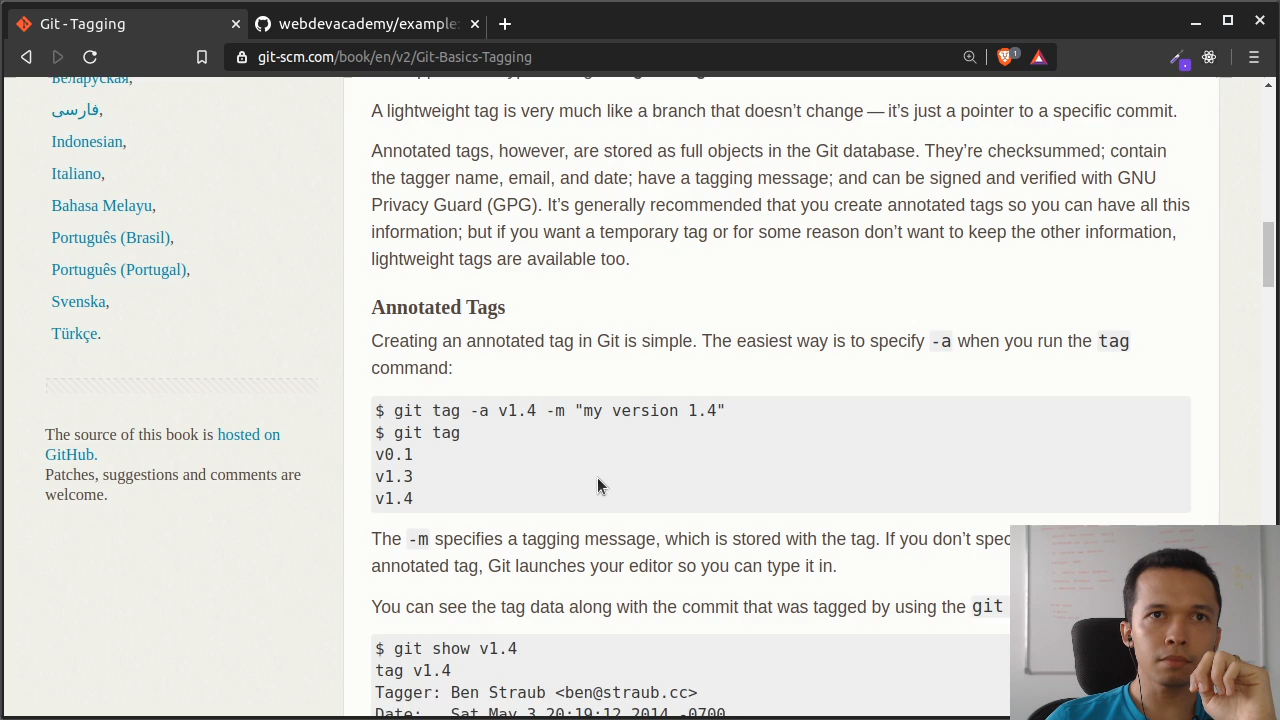 Git - Tagging
webdevacademy/example
git-scm.com/book/en/v2/Git-Basics-Tagging
1
Беларуская,
فارسی,
Indonesian,
Italiano,
Bahasa Melayu,
Português (Brasil),
Português (Portugal),
Svenska,
Türkçe.
The source of this book is hosted on
GitHub.
Patches, suggestions and comments are
welcome.
A lightweight tag is very much like a branch that doesn’t change — it’s just a pointer to a specific commit.
Annotated tags, however, are stored as full objects in the Git database. They’re checksummed; contain
the tagger name, email, and date; have a tagging message; and can be signed and verified with GNU
Privacy Guard (GPG). It’s generally recommended that you create annotated tags so you can have all this
information; but if you want a temporary tag or for some reason don’t want to keep the other information,
lightweight tags are available too.
Annotated Tags
Creating an annotated tag in Git is simple. The easiest way is to specify -a when you run the tag
command:
$ git tag -a v1.4 -m "my version 1.4"
$ git tag
v0.1
v1.3
v1.4
The -m specifies a tagging message, which is stored with the tag. If you don’t spec
annotated tag, Git launches your editor so you can type it in.
You can see the tag data along with the commit that was tagged by using the git
$ git show v1.4
tag v1.4
Tagger: Ben Straub <ben@straub.cc>
Date:   Sat May 3 20:19:12 2014 -0700